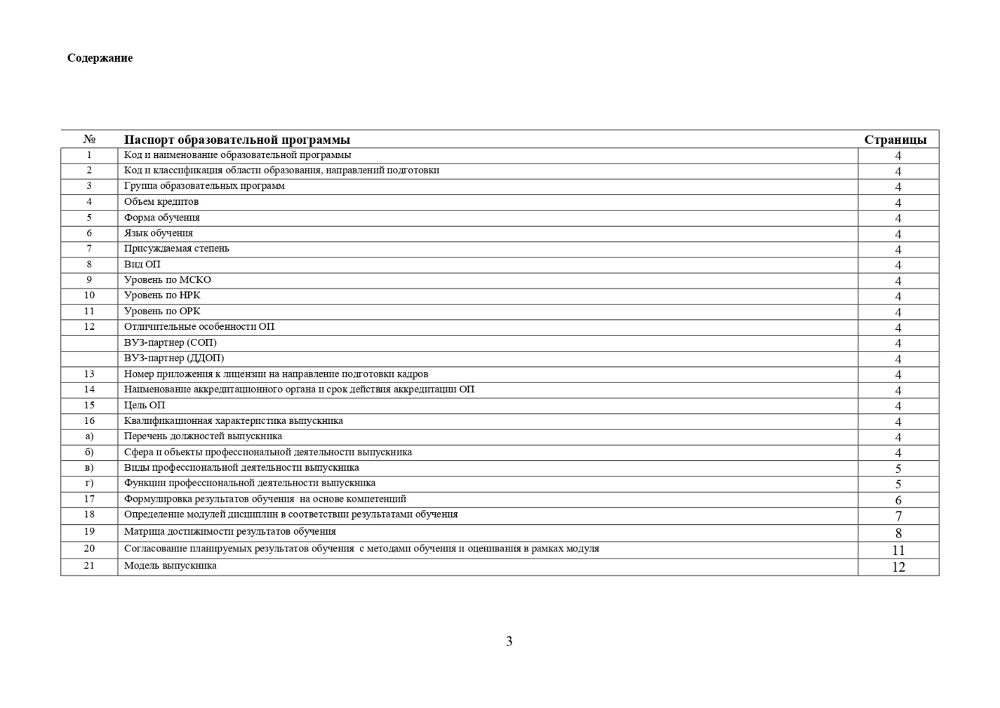 Содержание
№ Паспорт образовательной программы Страницы
1 Код и наименование образовательной программы 4
2 Код и классификация области образования, направлений подготовки 4
3 Группа образовательных программ 4
4 Объем кредитов 4
5 Форма обучения 4
6 Язык обучения 4
7 Присуждаемая степень 4
8 Вид ОП 4
9 Уровень по МСКО 4
10 Уровень по НРК 4
11 Уровень по ОРК 4
12 Отличительные особенности ОП 4
ВУЗ-партнер (СОП) 4
ВУЗ-партнер (ДДОП) 4
13 Номер приложения к лицензии на направление подготовки кадров 4
14 Наименование аккредитационного органа и срок действия аккредитации ОП 4
15 Цель ОП 4
16 Квалификационная характеристика выпускника 4
а) Перечень должностей выпускника 4
б) Сфера и объекты профессиональной деятельности выпускника 4
в) Виды профессиональной деятельности выпускника 5
г) Функции профессиональной деятельности выпускника 5
17 Формулировка результатов обучения на основе компетенций 6
18 Определение модулей дисциплин в соответствии результатами обучения 7
19 Матрица достижимости результатов обучения 8
20 Согласование планируемых результатов обучения с методами обучения и оценивания в рамках модуля 11
21 Модель выпускника 12
3